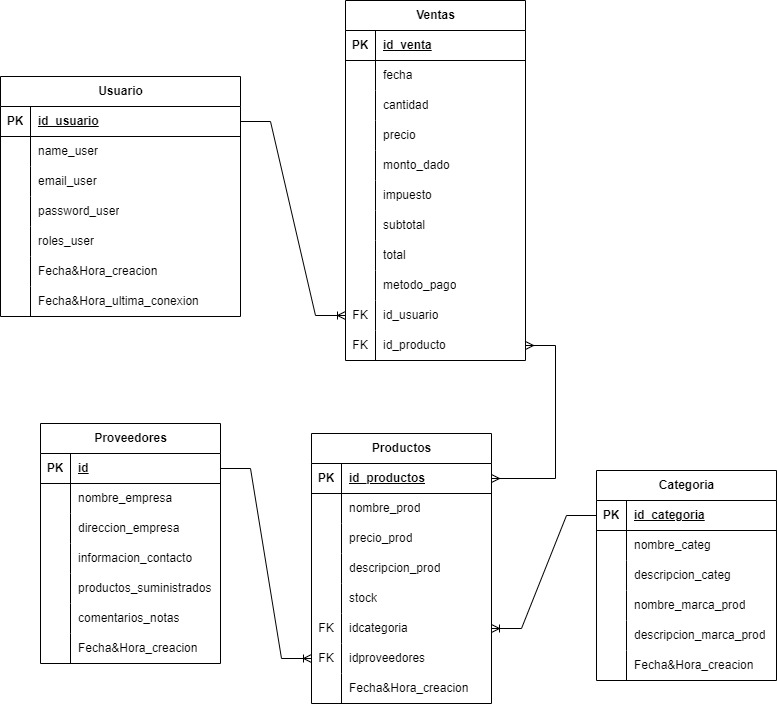 Ventas
PK id_venta
fecha
cantidad
precio
monto_dado
impuesto
subtotal
total
metodo_pago
FK id_usuario
FK id_producto
Usuario
PK id_usuario
name_user
email_user
password_user
roles_user
Fecha&Hora_creacion
Fecha&Hora_ultima_conexion
Proveedores
PK id
nombre_empresa
direccion_empresa
informacion_contacto
productos_suministrados
comentarios_notas
Fecha&Hora_creacion
Productos
PK id_productos
nombre_prod
precio_prod
descripcion_prod
stock
FK idcategoria
FK idproveedores
Fecha&Hora_creacion
Categoria
PK id_categoria
nombre_categ
descripcion_categ
nombre_marca_prod
descripcion_marca_prod
Fecha&Hora_creacion